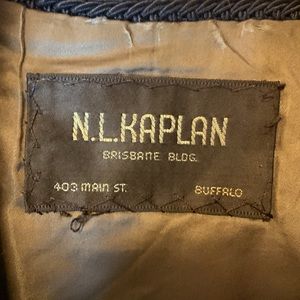 N.L.KAPLAN
BRISBANE BLDG.
403 MAIN ST. BUFFALO